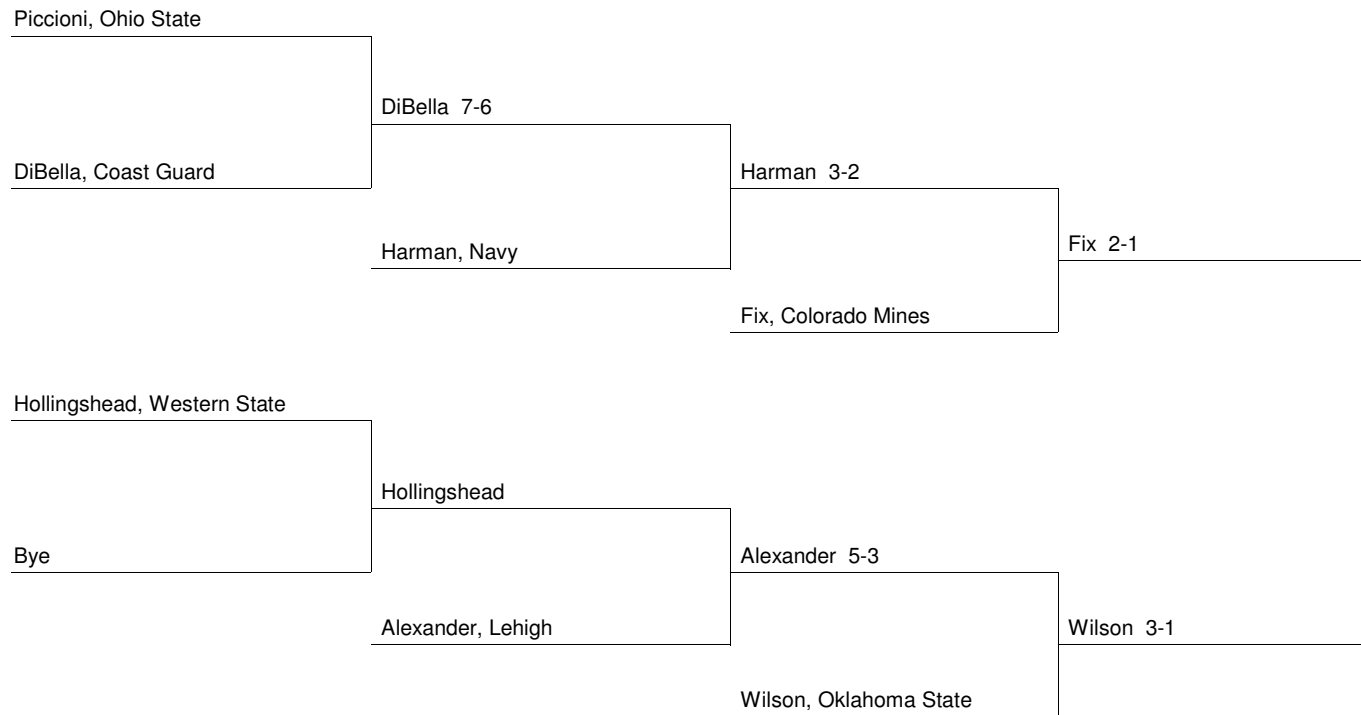 Piccioni, Ohio State
DiBella 7-6
DiBella, Coast Guard
Harman 3-2
Harman, Navy
Fix 2-1
Fix, Colorado Mines
Hollingshead, Western State
Hollingshead
Bye
Alexander 5-3
Alexander, Lehigh
Wilson 3-1
Wilson, Oklahoma State